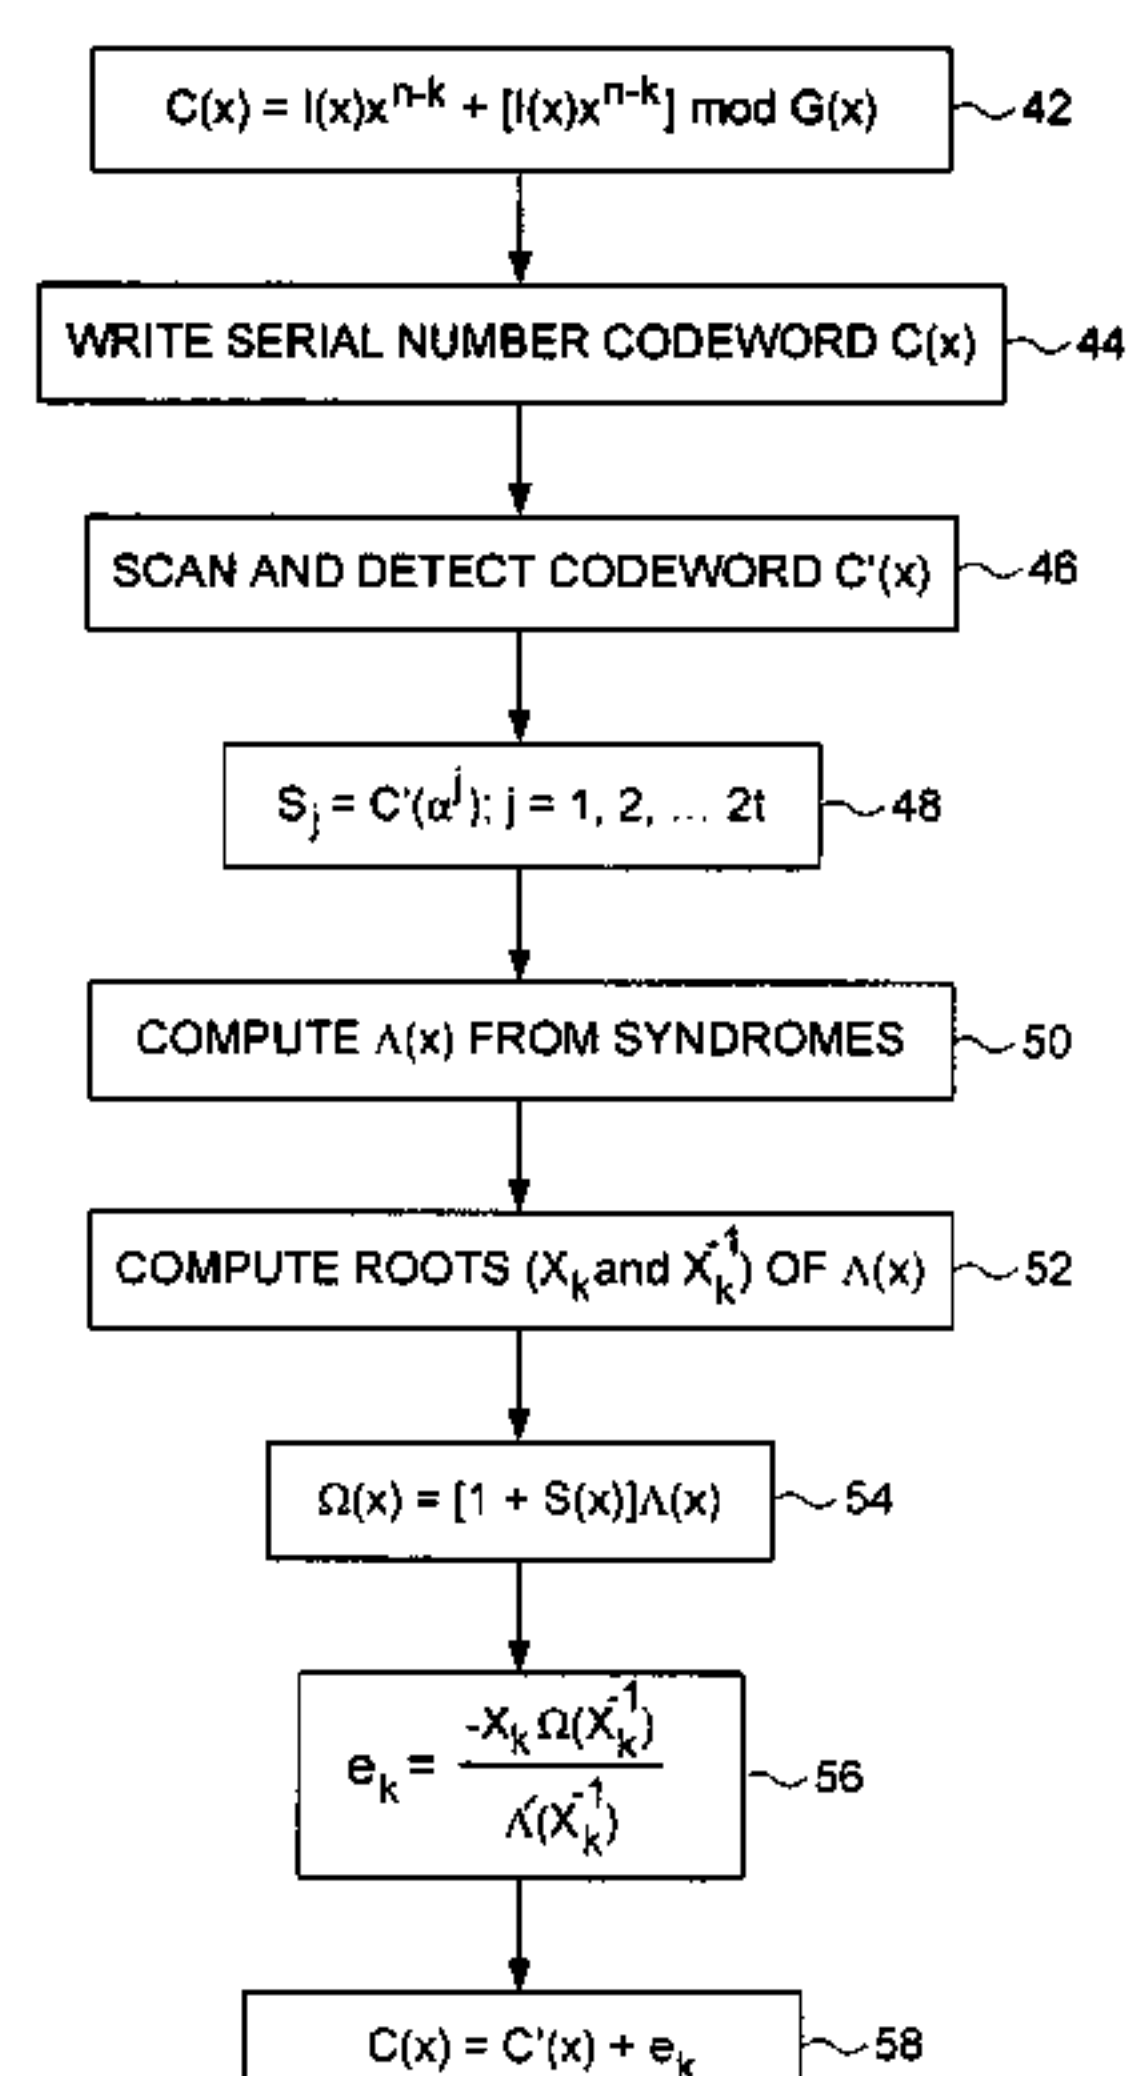 C(x) = I(x)x^{n-k} + [I(x)x^{n-k}] mod G(x)
42
WRITE SERIAL NUMBER CODEWORD C(x)
44
SCAN AND DETECT CODEWORD C'(x)
46
S_j = C'(α^j); j = 1, 2, ... 2t
48
COMPUTE Λ(x) FROM SYNDROMES
50
COMPUTE ROOTS (X_k and X_k^{-1}) OF Λ(x)
52
Ω(x) = [1 + S(x)]Λ(x)
54
e_k = -X_k Ω(X_k^{-1}) / Λ'(X_k^{-1})
56
C(x) = C'(x) + e_k
58